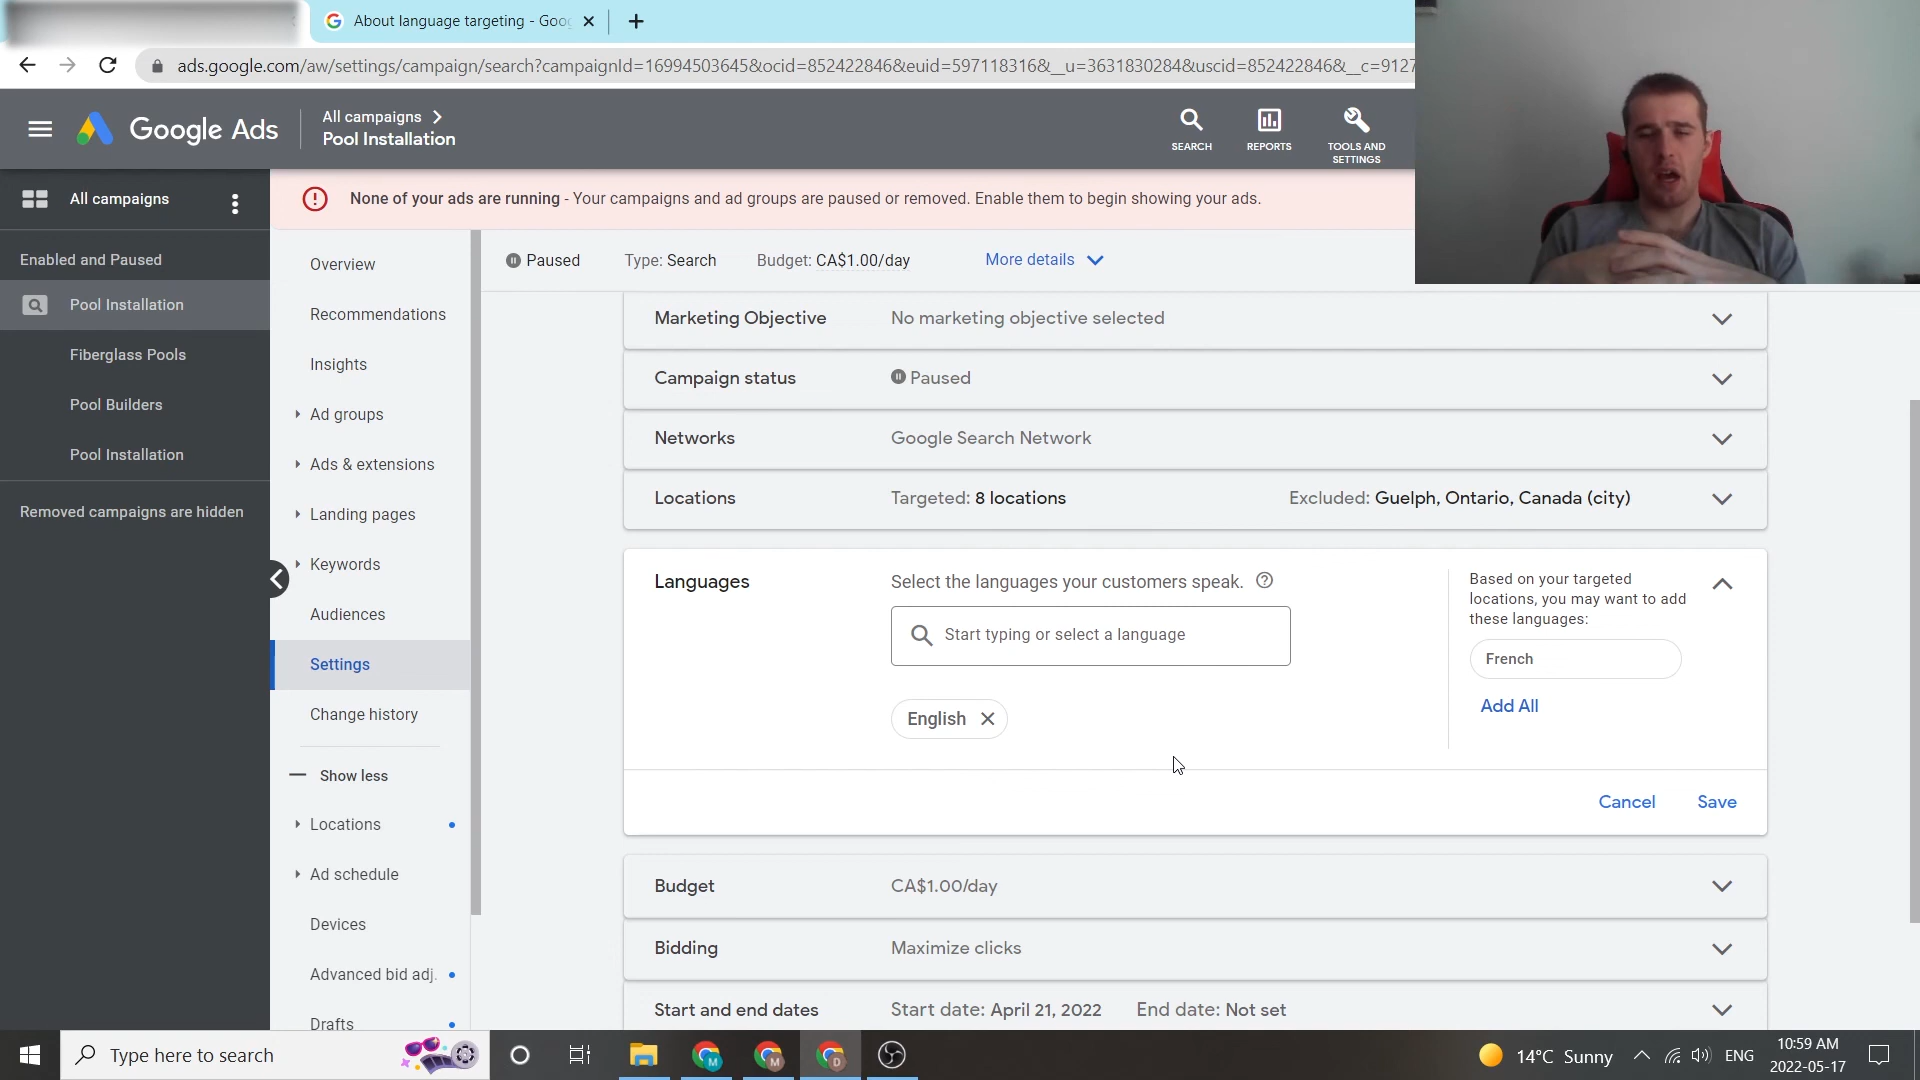 About language targeting - Goo
ads.google.com/aw/settings/campaign/search?campaignId=16994503645&ocid=852422846&euid=597118316&__u=3631830284&uscid=852422846&__c=9127
Google Ads
All campaigns
Pool Installation
SEARCH
REPORTS
TOOLS AND
SETTINGS
All campaigns
None of your ads are running - Your campaigns and ad groups are paused or removed. Enable them to begin showing your ads.
Enabled and Paused
Pool Installation
Fiberglass Pools
Pool Builders
Pool Installation
Removed campaigns are hidden
Overview
Recommendations
Insights
Ad groups
Ads & extensions
Landing pages
Keywords
Audiences
Settings
Change history
Show less
Locations
Ad schedule
Devices
Advanced bid adj.
Drafts
Paused Type: Search Budget: CA$1.00/day More details
Marketing Objective No marketing objective selected
Campaign status Paused
Networks Google Search Network
Locations Targeted: 8 locations Excluded: Guelph, Ontario, Canada (city)
Languages
Select the languages your customers speak.
Start typing or select a language
English
Based on your targeted
locations, you may want to add
these languages:
French
Add All
Cancel Save
Budget CA$1.00/day
Bidding Maximize clicks
Start and end dates Start date: April 21, 2022 End date: Not set
Type here to search
14°C Sunny
ENG
10:59 AM
2022-05-17